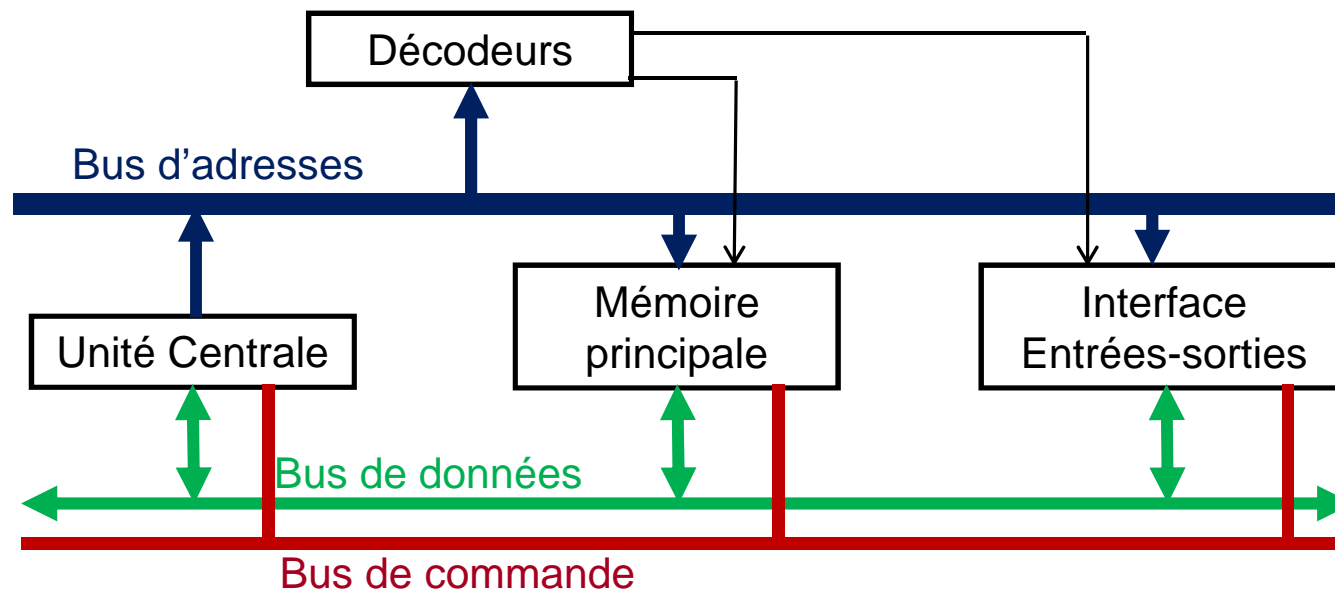 Décodeurs
Bus d’adresses
Unité Centrale
Mémoire
principale
Interface
Entrées-sorties
Bus de données
Bus de commande